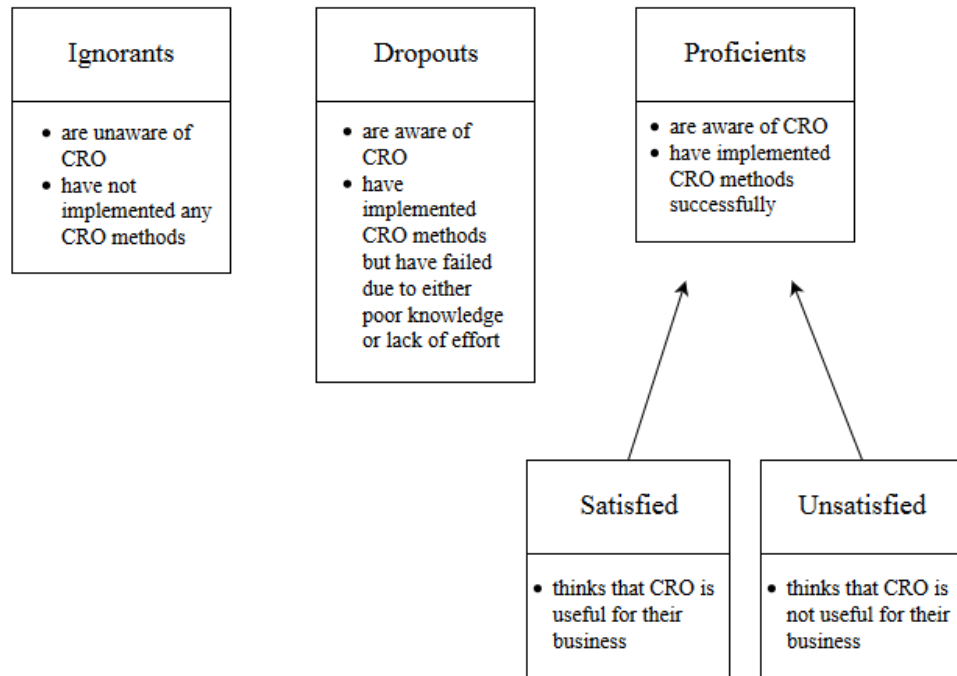 Ignorants
• are unaware of
CRO
• have not
implemented any
CRO methods
Dropouts
• are aware of
CRO
• have
implemented
CRO methods
but have failed
due to either
poor knowledge
or lack of effort
Proficients
• are aware of CRO
• have implemented
CRO methods
successfully
Satisfied
• thinks that CRO is
useful for their
business
Unsatisfied
• thinks that CRO is
not useful for their
business